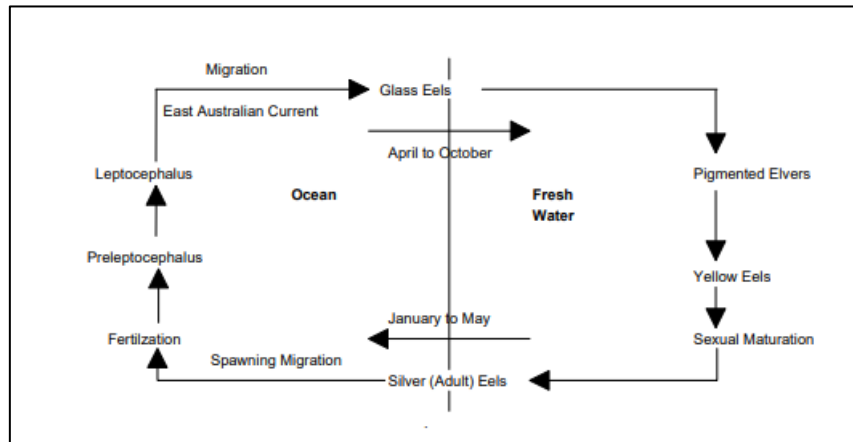 Migration
Glass Eels
East Australian Current
April to October
Leptocephalus
Pigmented Elvers
Ocean
Fresh
Water
Preleptocephalus
Yellow Eels
January to May
Fertilzation
Sexual Maturation
Spawning Migration
Silver (Adult) Eels